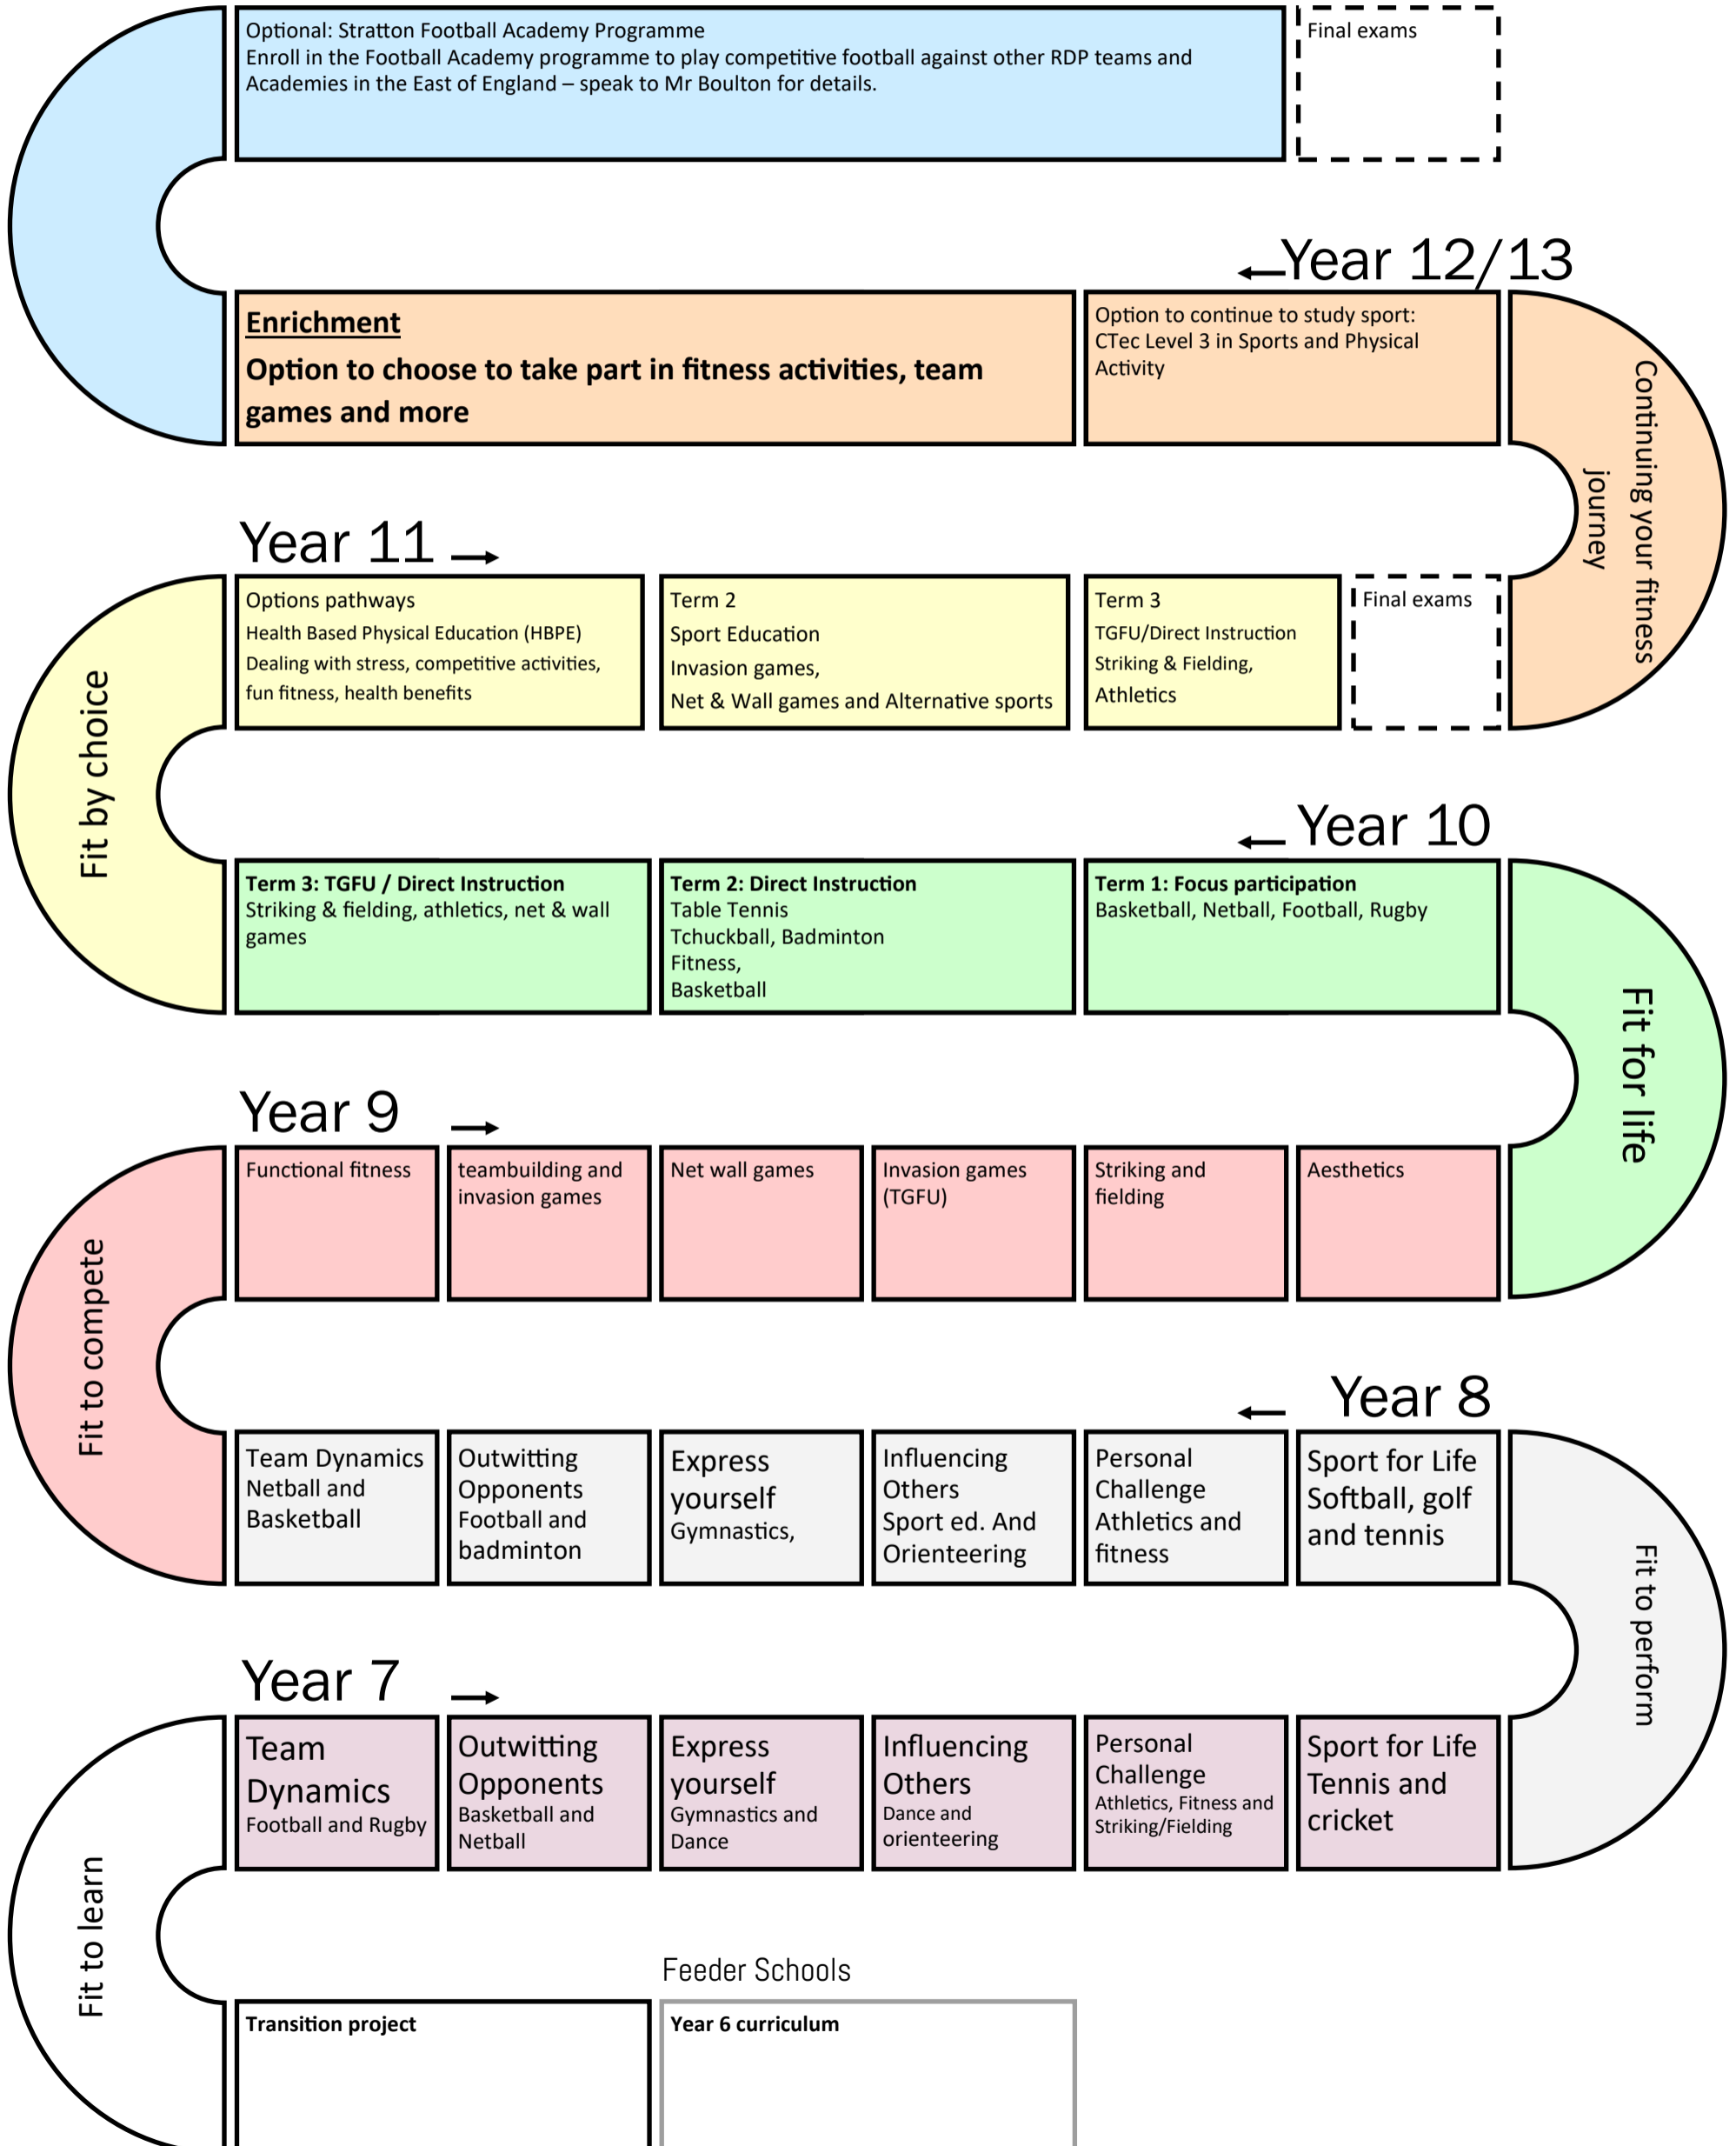 Optional: Stratton Football Academy Programme
Enroll in the Football Academy programme to play competitive football against other RDP teams and
Academies in the East of England – speak to Mr Boulton for details.
Final exams
Year 12/13
Enrichment
Option to choose to take part in fitness activities, team
games and more
Option to continue to study sport:
CTec Level 3 in Sports and Physical
Activity
Continuing your fitness
journey
Year 11
Options pathways
Health Based Physical Education (HBPE)
Dealing with stress, competitive activities,
fun fitness, health benefits
Term 2
Sport Education
Invasion games,
Net & Wall games and Alternative sports
Term 3
TGFU/Direct Instruction
Striking & Fielding,
Athletics
Final exams
Fit by choice
Year 10
Term 3: TGFU / Direct Instruction
Striking & fielding, athletics, net & wall
games
Term 2: Direct Instruction
Table Tennis
Tchuckball, Badminton
Fitness,
Basketball
Term 1: Focus participation
Basketball, Netball, Football, Rugby
Fit for life
Year 9
Functional fitness
teambuilding and
invasion games
Net wall games
Invasion games
(TGFU)
Striking and
fielding
Aesthetics
Fit to compete
Year 8
Team Dynamics
Netball and
Basketball
Outwitting
Opponents
Football and
badminton
Express
yourself
Gymnastics,
Influencing
Others
Sport ed. And
Orienteering
Personal
Challenge
Athletics and
fitness
Sport for Life
Softball, golf
and tennis
Fit to perform
Year 7
Team
Dynamics
Football and Rugby
Outwitting
Opponents
Basketball and
Netball
Express
yourself
Gymnastics and
Dance
Influencing
Others
Dance and
orienteering
Personal
Challenge
Athletics, Fitness and
Striking/Fielding
Sport for Life
Tennis and
cricket
Fit to learn
Feeder Schools
Transition project
Year 6 curriculum